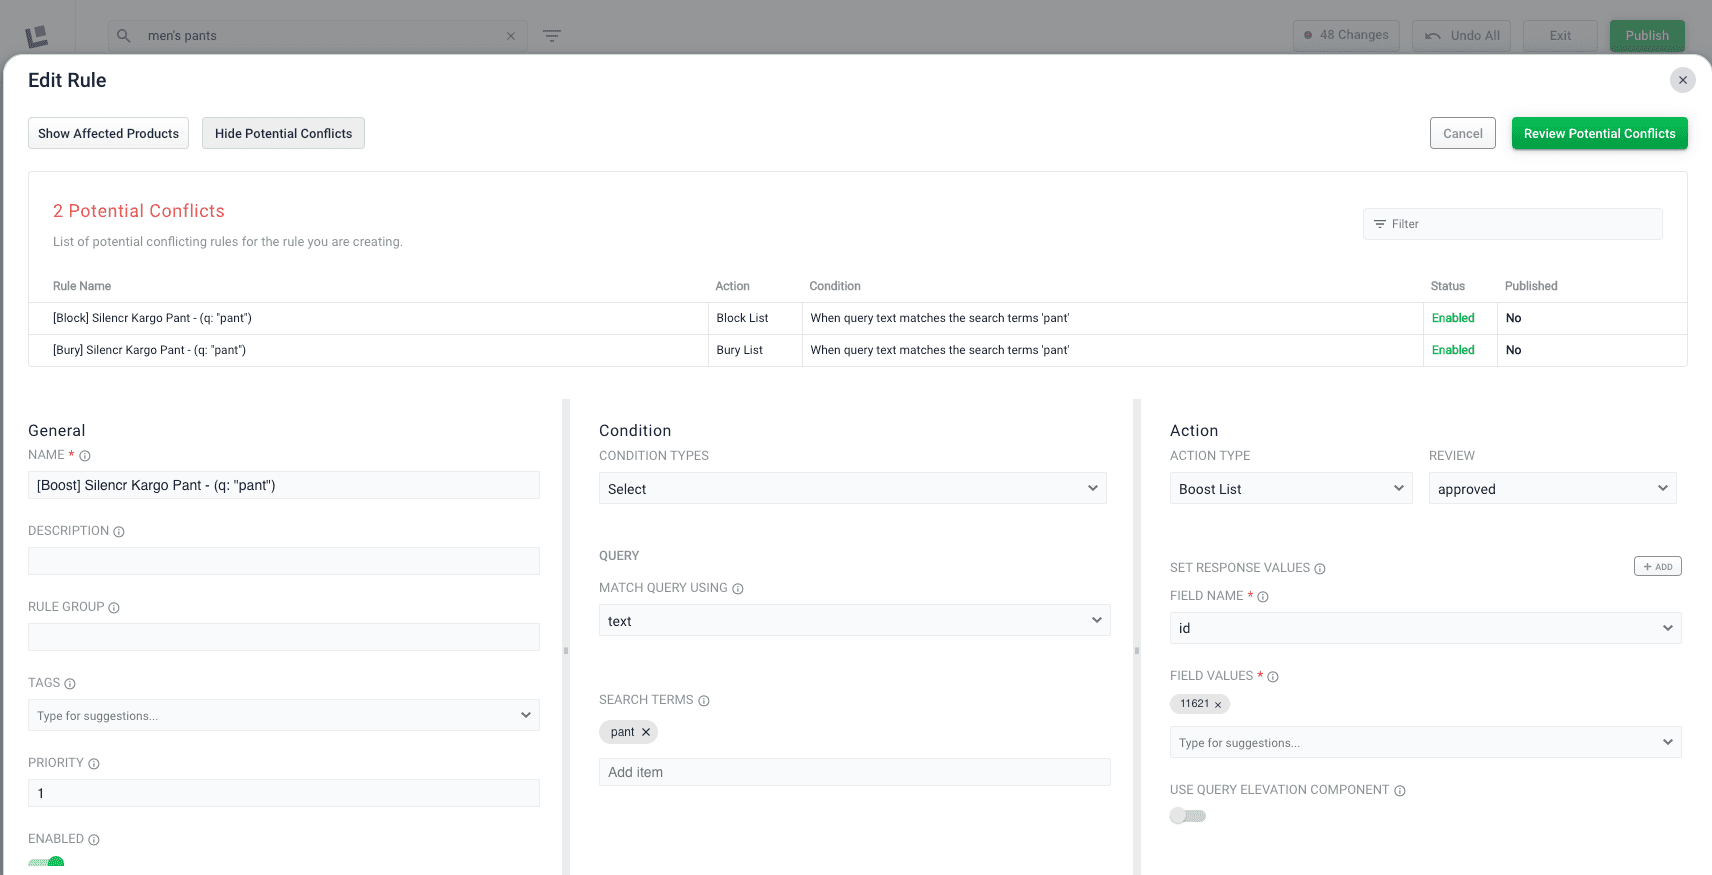 men's pants
48 Changes
Undo All
Exit
Publish
Edit Rule
Show Affected Products
Hide Potential Conflicts
Cancel
Review Potential Conflicts
2 Potential Conflicts
List of potential conflicting rules for the rule you are creating.
Filter
Rule Name Action Condition Status Published
[Block] Silencr Kargo Pant - (q: "pant") Block List When query text matches the search terms 'pant' Enabled No
[Bury] Silencr Kargo Pant - (q: "pant") Bury List When query text matches the search terms 'pant' Enabled No
General
NAME *
[Boost] Silencr Kargo Pant - (q: "pant")
DESCRIPTION
RULE GROUP
TAGS
Type for suggestions...
PRIORITY
1
ENABLED
Condition
CONDITION TYPES
Select
QUERY
MATCH QUERY USING
text
SEARCH TERMS
pant
Add item
Action
ACTION TYPE
Boost List
REVIEW
approved
SET RESPONSE VALUES
+ ADD
FIELD NAME *
id
FIELD VALUES *
11621
Type for suggestions...
USE QUERY ELEVATION COMPONENT